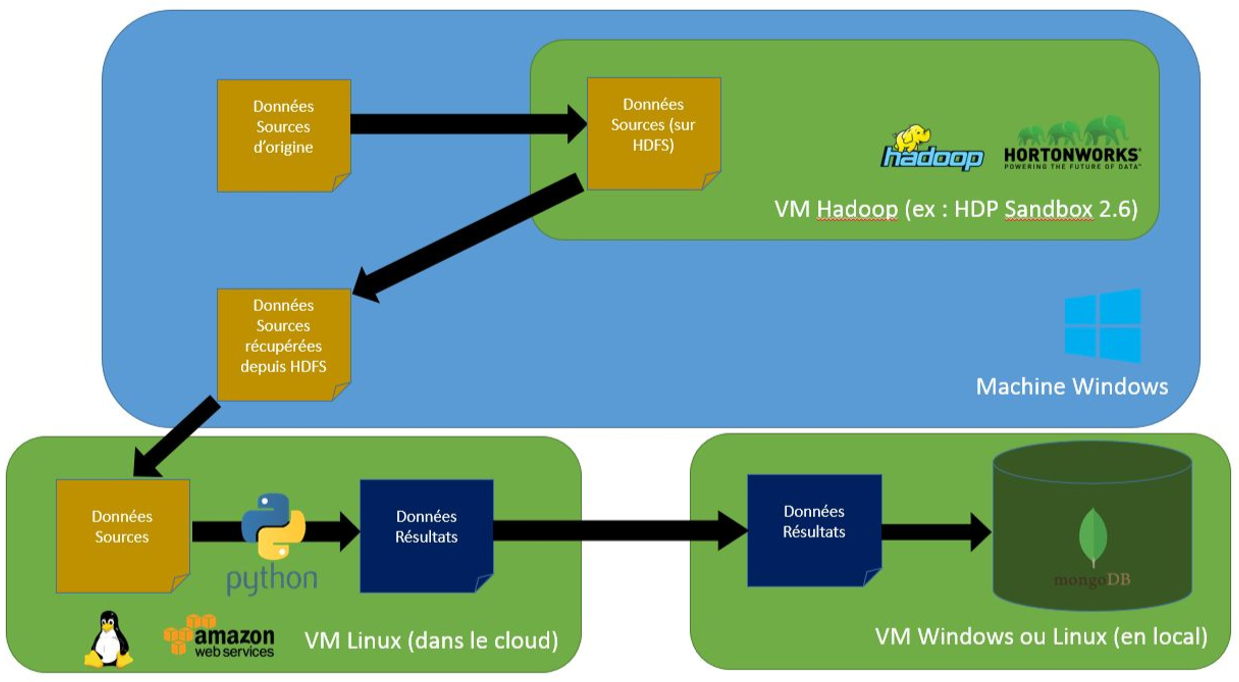 Données
Sources
d'origine
Données
Sources (sur
HDFS)
hadoop
HORTONWORKS
POWERING THE FUTURE OF DATA™
VM Hadoop (ex : HDP Sandbox 2.6)
Données
Sources
récupérées
depuis HDFS
Machine Windows
Données
Sources
python
Données
Résultats
amazon
web services
VM Linux (dans le cloud)
Données
Résultats
mongoDB
VM Windows ou Linux (en local)